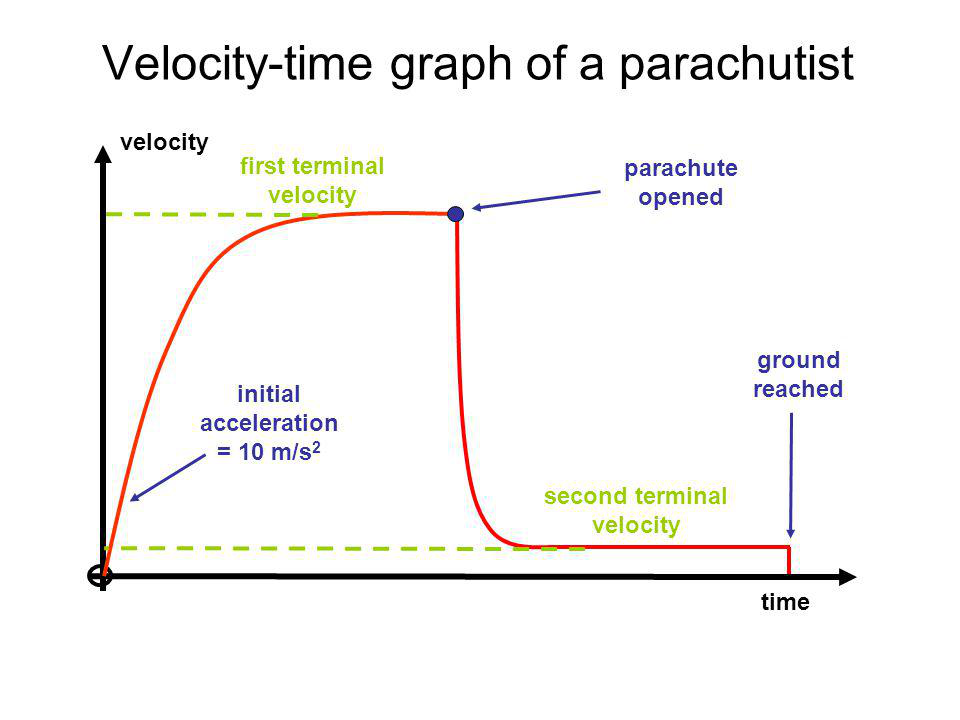 Velocity-time graph of a parachutist
velocity
first terminal
velocity
parachute
opened
ground
reached
initial
acceleration
= 10 m/s²
second terminal
velocity
time